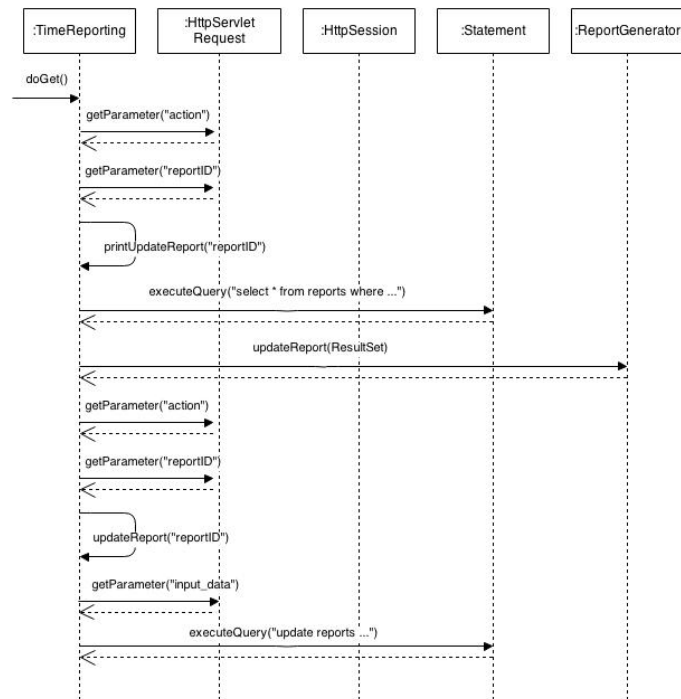 :TimeReporting
:HttpServlet
Request
:HttpSession
:Statement
:ReportGenerator
doGet()
getParameter("action")
getParameter("reportID")
printUpdateReport("reportID")
executeQuery("select * from reports where ...")
updateReport(ResultSet)
getParameter("action")
getParameter("reportID")
updateReport("reportID")
getParameter("input_data")
executeQuery("update reports ...")